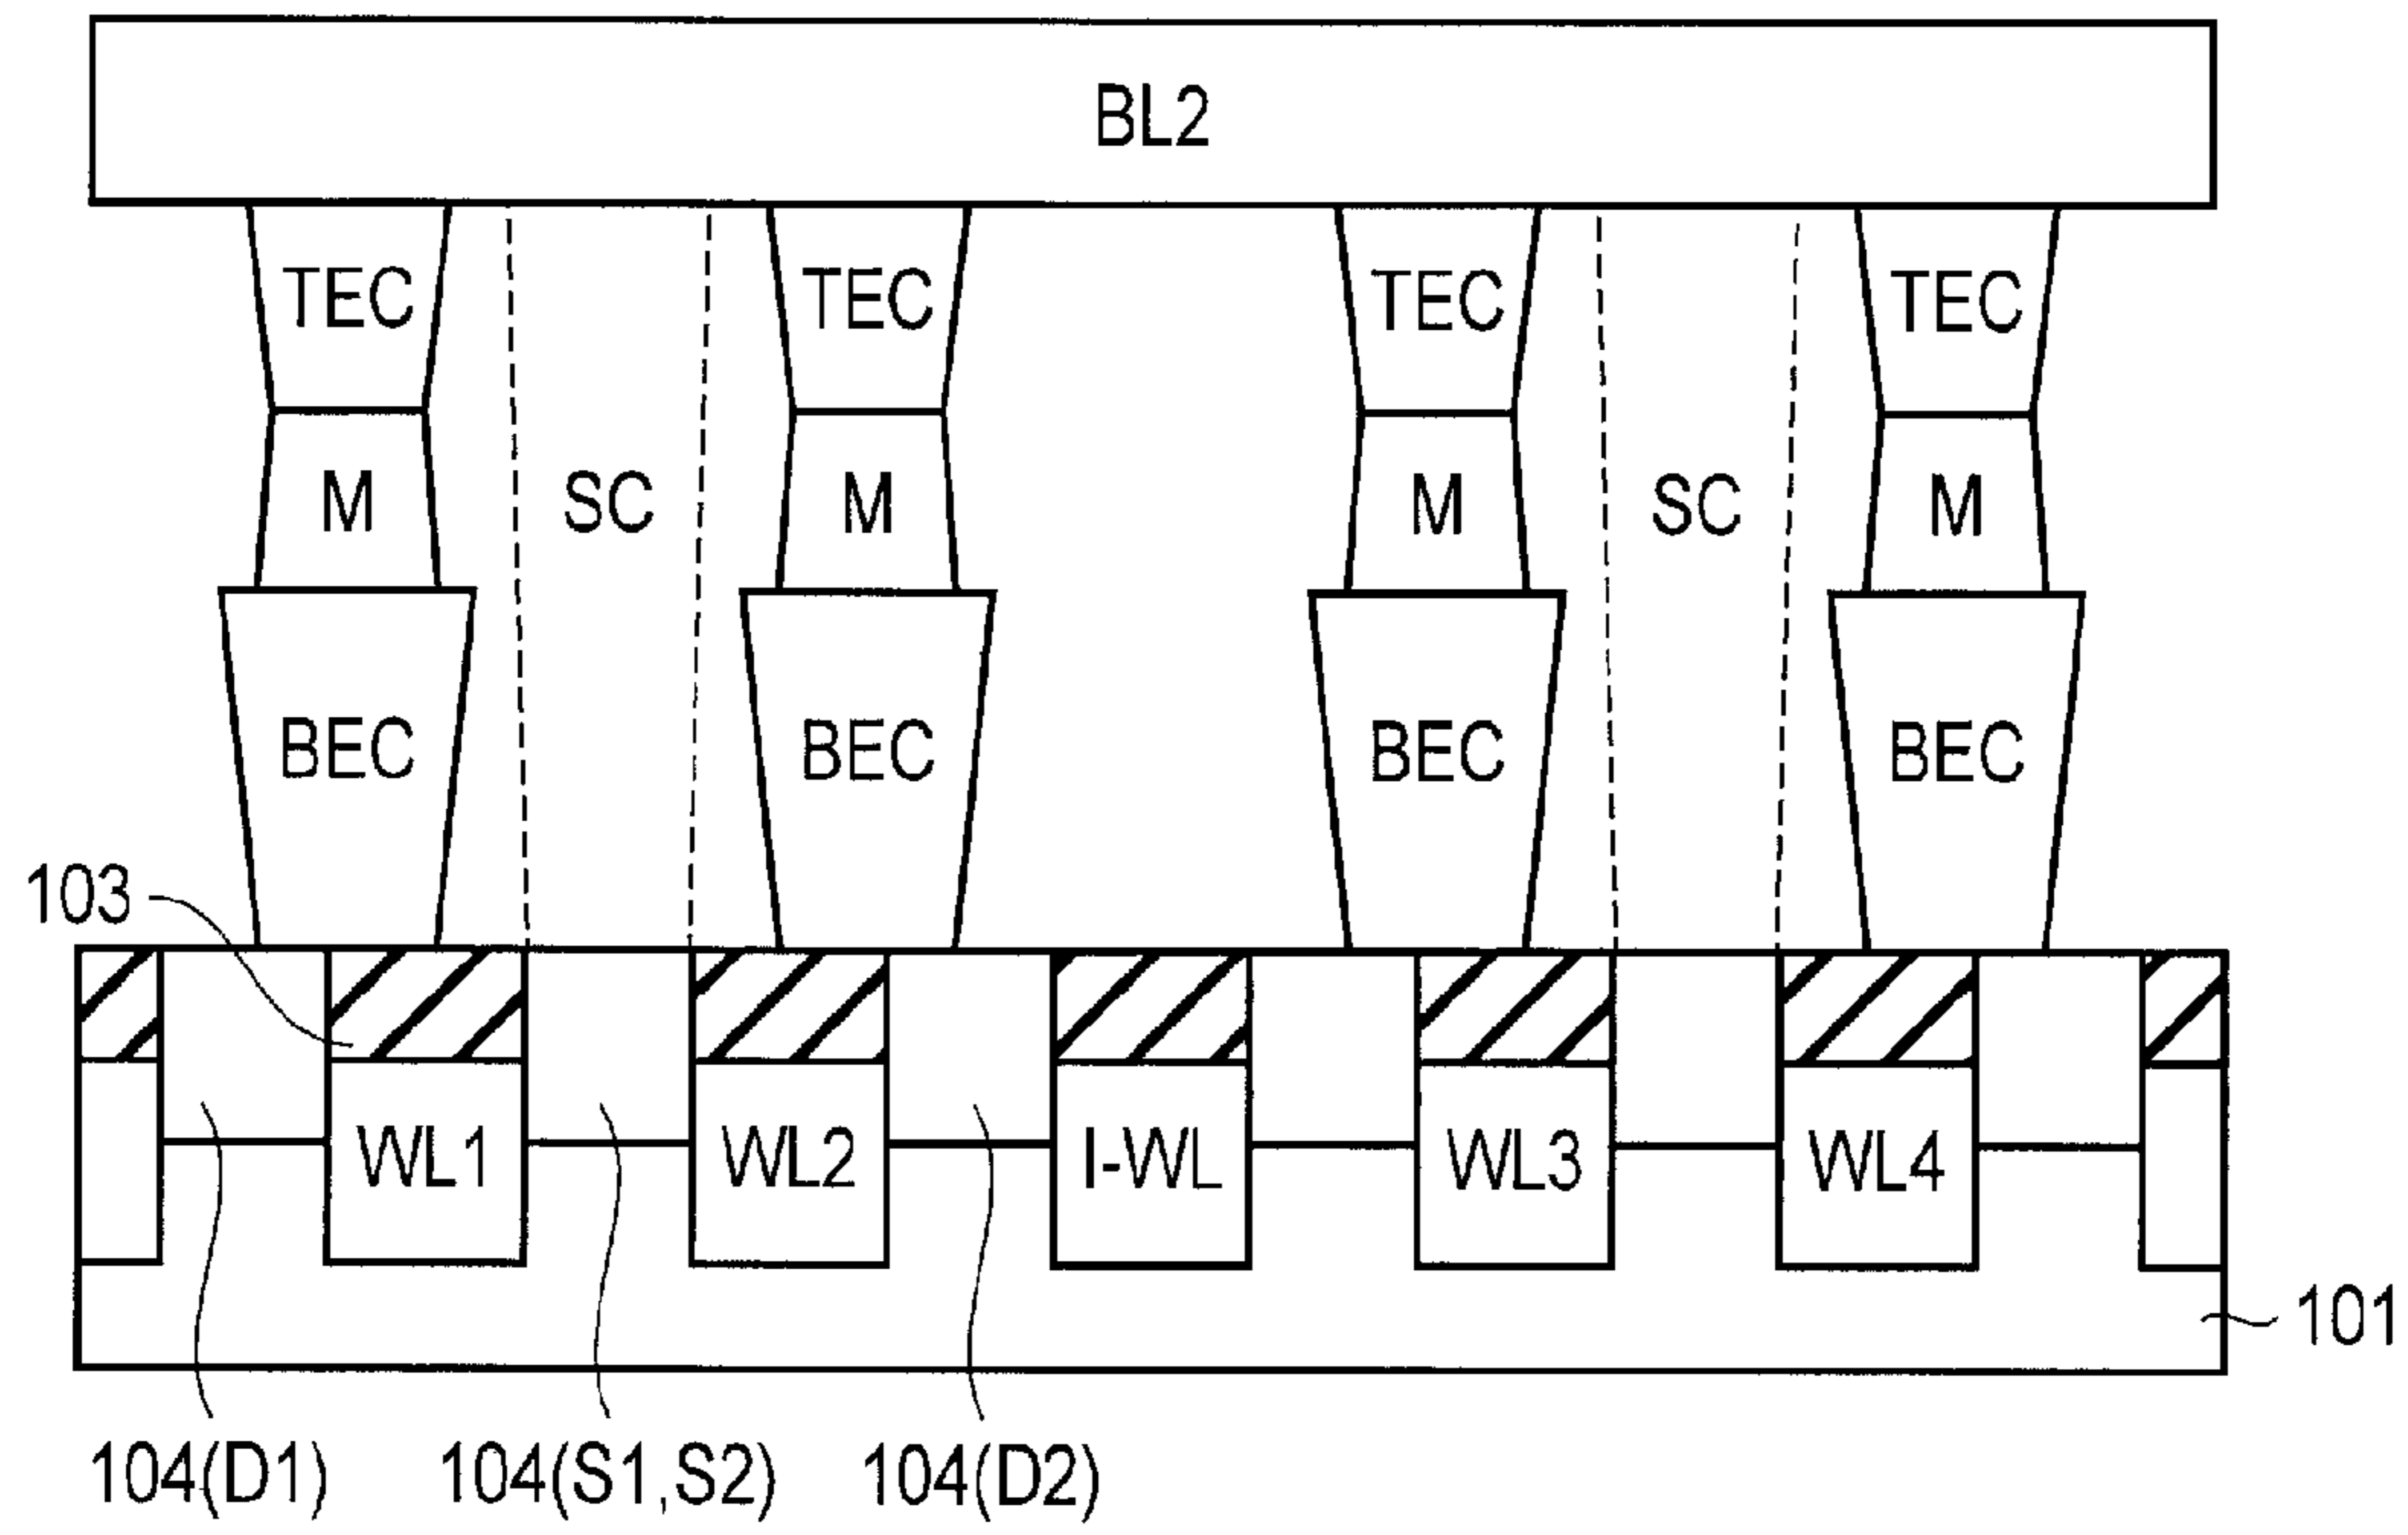 BL2
TEC TEC TEC TEC
M SC M M SC M
BEC BEC BEC BEC
103
WL1 WL2 I-WL WL3 WL4
101
104(D1) 104(S1,S2) 104(D2)